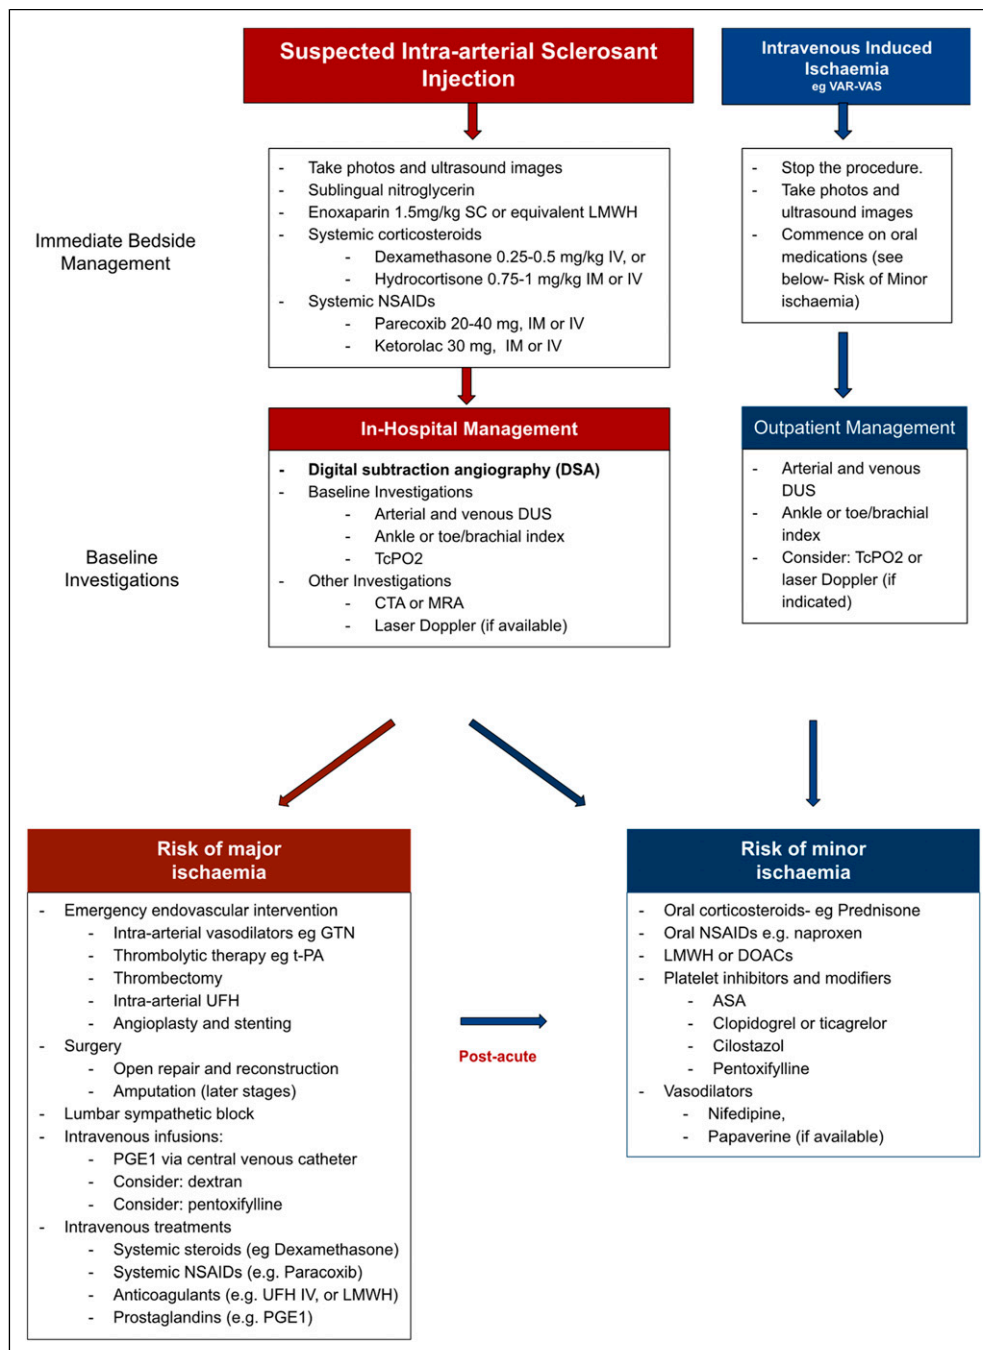 Suspected Intra-arterial Sclerosant
Injection
Intravenous Induced
Ischaemia
eg VAR-VAS
Immediate Bedside
Management
- Take photos and ultrasound images
- Sublingual nitroglycerin
- Enoxaparin 1.5mg/kg SC or equivalent LMWH
- Systemic corticosteroids
- Dexamethasone 0.25-0.5 mg/kg IV, or
- Hydrocortisone 0.75-1 mg/kg IM or IV
- Systemic NSAIDs
- Parecoxib 20-40 mg, IM or IV
- Ketorolac 30 mg, IM or IV
- Stop the procedure.
- Take photos and
ultrasound images
- Commence on oral
medications (see
below- Risk of Minor
ischaemia)
Baseline
Investigations
In-Hospital Management
- Digital subtraction angiography (DSA)
- Baseline Investigations
- Arterial and venous DUS
- Ankle or toe/brachial index
- TcPO2
- Other Investigations
- CTA or MRA
- Laser Doppler (if available)
Outpatient Management
- Arterial and venous
DUS
- Ankle or toe/brachial
index
- Consider: TcPO2 or
laser Doppler (if
indicated)
Risk of major
ischaemia
- Emergency endovascular intervention
- Intra-arterial vasodilators eg GTN
- Thrombolytic therapy eg t-PA
- Thrombectomy
- Intra-arterial UFH
- Angioplasty and stenting
- Surgery
- Open repair and reconstruction
- Amputation (later stages)
- Lumbar sympathetic block
- Intravenous infusions:
- PGE1 via central venous catheter
- Consider: dextran
- Consider: pentoxifylline
- Intravenous treatments
- Systemic steroids (eg Dexamethasone)
- Systemic NSAIDs (e.g. Paracoxib)
- Anticoagulants (e.g. UFH IV, or LMWH)
- Prostaglandins (e.g. PGE1)
Post-acute
Risk of minor
ischaemia
- Oral corticosteroids- eg Prednisone
- Oral NSAIDs e.g. naproxen
- LMWH or DOACs
- Platelet inhibitors and modifiers
- ASA
- Clopidogrel or ticagrelor
- Cilostazol
- Pentoxifylline
- Vasodilators
- Nifedipine,
- Papaverine (if available)